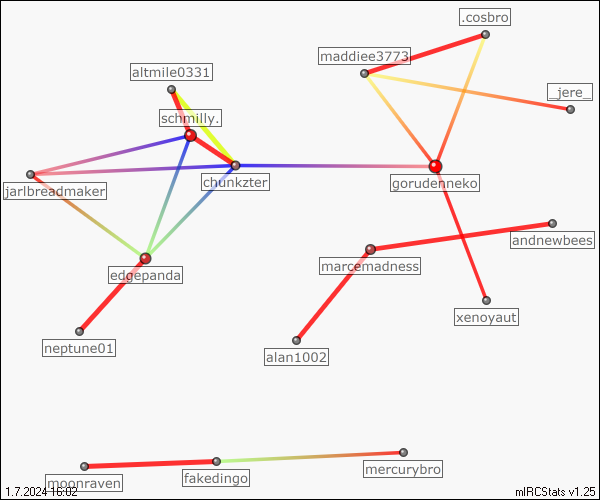 .cosbro
maddiee3773
altmile0331
_jere_
schmilly.
chunkzter
gorudenneko
jarlbreadmaker
andnewbees
marcemadness
edgepanda
xenoyaut
neptune01
alan1002
mercurybro
fakedingo
moonraven
1.7.2024 16:02
mIRCStats v1.25